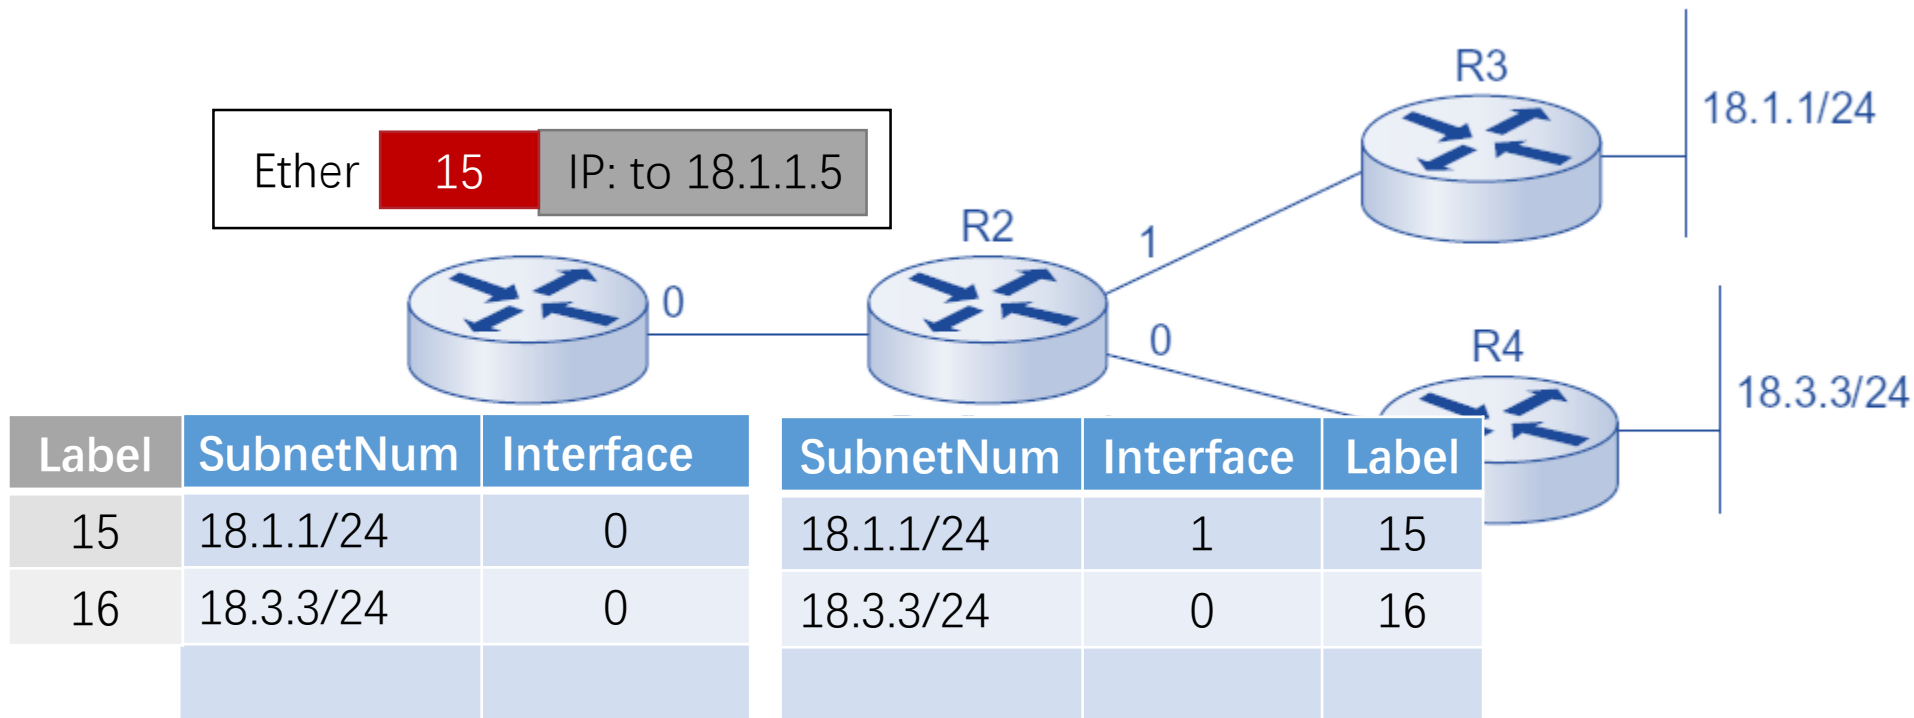 R3
18.1.1/24
Ether 15 IP: to 18.1.1.5
R2
1
0
0
R4
18.3.3/24
Label SubnetNum Interface
15 18.1.1/24 0
16 18.3.3/24 0
SubnetNum Interface Label
18.1.1/24 1 15
18.3.3/24 0 16